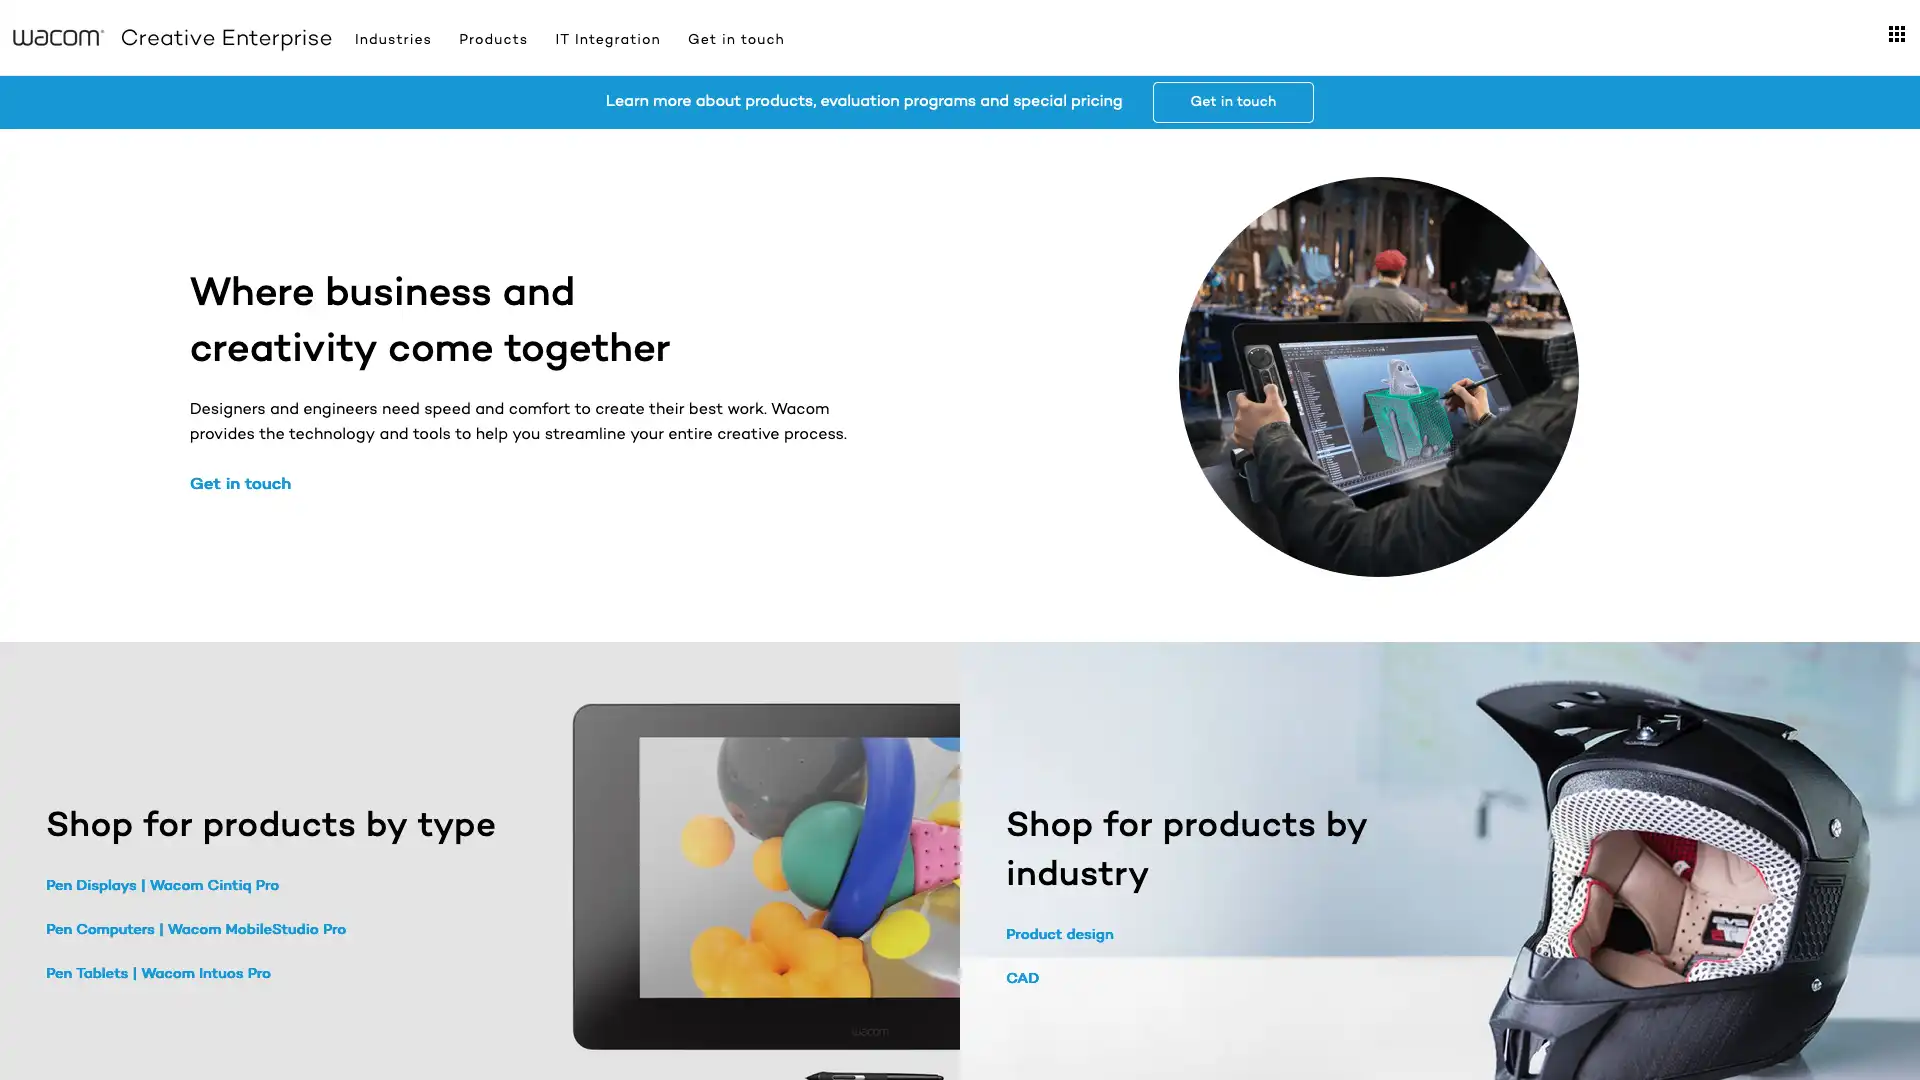 wacom Creative Enterprise Industries Products IT Integration Get in touch
Learn more about products, evaluation programs and special pricing Get in touch
Where business and
creativity come together
Designers and engineers need speed and comfort to create their best work. Wacom
provides the technology and tools to help you streamline your entire creative process.
Get in touch
Shop for products by type
Pen Displays | Wacom Cintiq Pro
Pen Computers | Wacom MobileStudio Pro
Pen Tablets | Wacom Intuos Pro
wacom
Shop for products by
industry
Product design
CAD